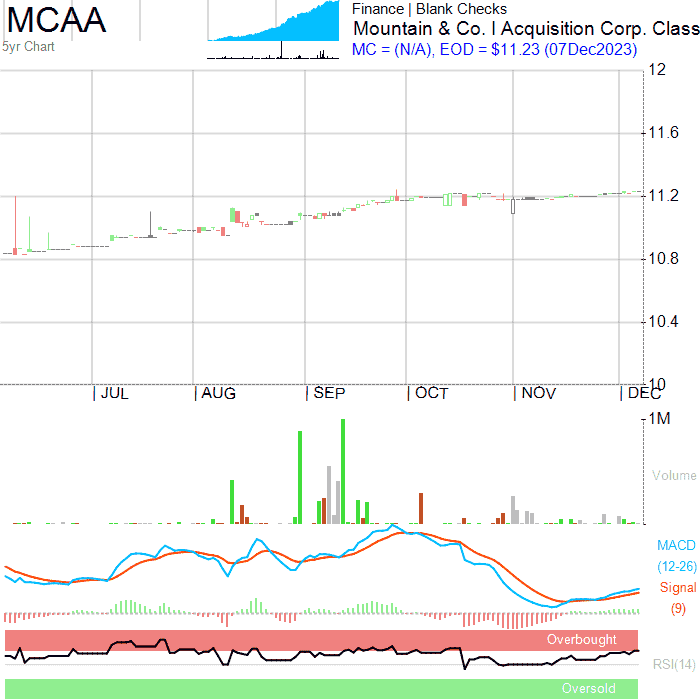 MCAA
5yr Chart
Finance | Blank Checks
Mountain & Co. I Acquisition Corp. Class
MC = (N/A), EOD = $11.23 (07Dec2023)
12
11.6
11.2
10.8
10.4
10
JUL AUG SEP OCT NOV DEC
1M
Volume
MACD
(12-26)
Signal
(9)
Overbought
RSI(14)
Oversold